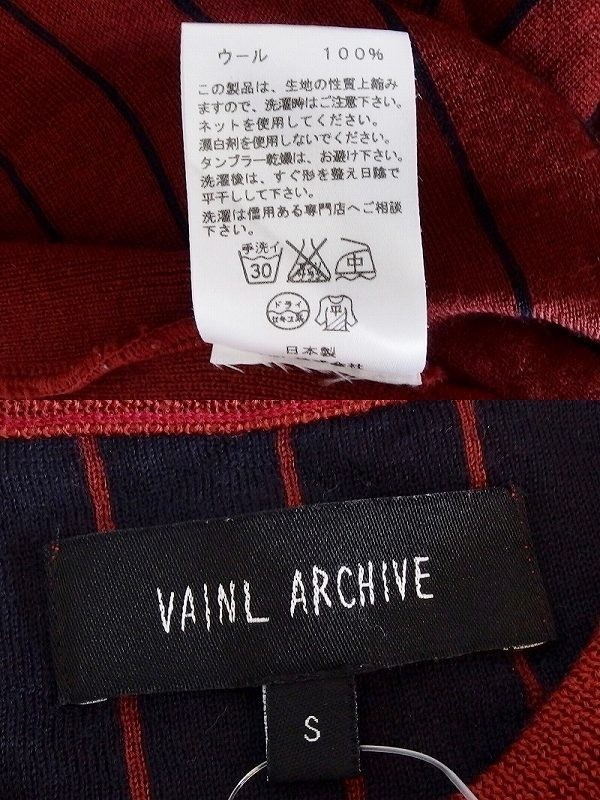 ウール 100%
この製品は、生地の性質上縮み
ますので、洗濯時はご注意下さい。
ネットを使用してください。
漂白剤を使用しないでください。
タンブラー乾燥は、お避け下さい。
洗濯後は、すぐ形を整え日陰で
平干しして下さい。
洗濯は信用ある専門店へご相談
下さい。
手洗イ
30
中
ドライ
セキユ系
平
日本製
VAINL ARCHIVE
S